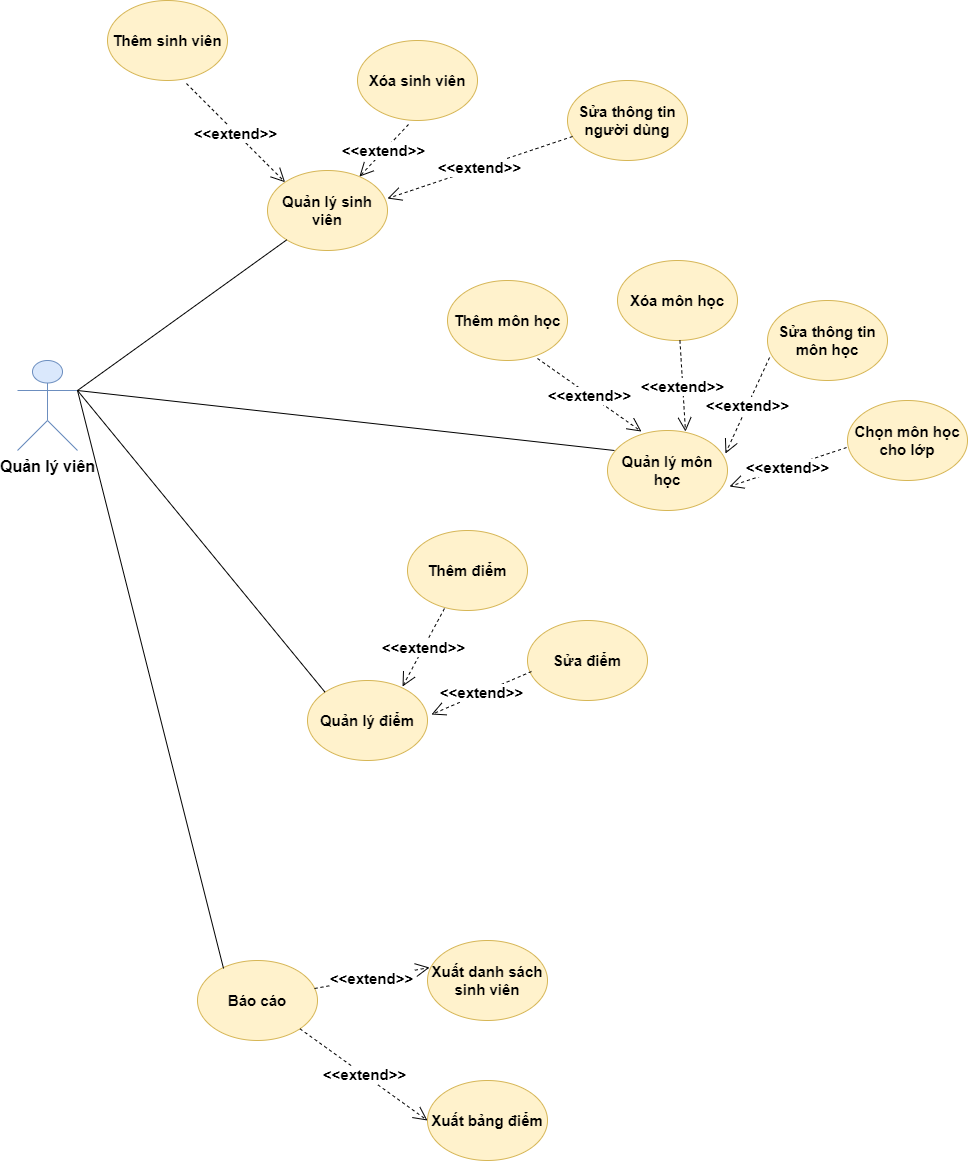 Thêm sinh viên
Xóa sinh viên
Sửa thông tin
người dùng
<<extend>>
<<extend>>
<<extend>>
Quản lý sinh
viên
Thêm môn học
Xóa môn học
Sửa thông tin
môn học
<<extend>>
<<extend>>
<<extend>>
Chọn môn học
cho lớp
<<extend>>
Quản lý môn
học
Quản lý viên
Thêm điểm
<<extend>>
Sửa điểm
<<extend>>
Quản lý điểm
Báo cáo
<<extend>>
Xuất danh sách
sinh viên
<<extend>>
Xuất bảng điểm